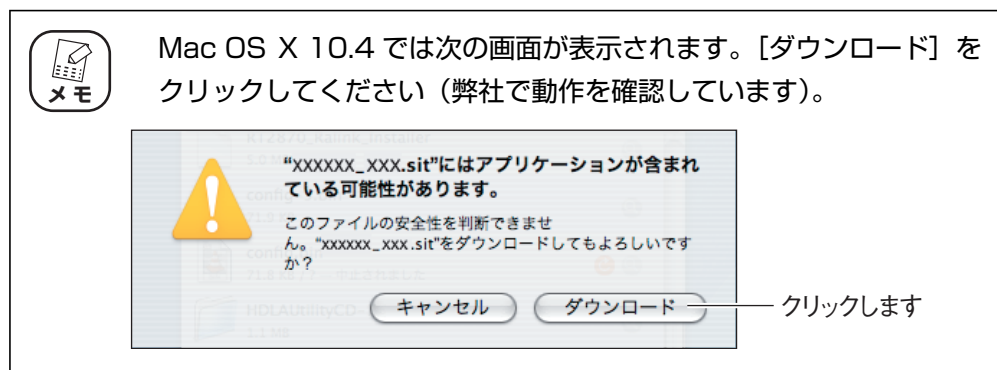 Mac OS X 10.4 では次の画面が表示されます。［ダウンロード］を
クリックしてください（弊社で動作を確認しています）。
メモ
RT2870_Ralink_Installer
“xxxxxx_xxx.sit”にはアプリケーションが含まれ
ている可能性があります。
このファイルの安全性を判断できませ
ん。“xxxxxx_xxx.sit”をダウンロードしてもよろしいです
か？
キャンセル
ダウンロード
クリックします
HDLAUtilityCD-
1.1 MB